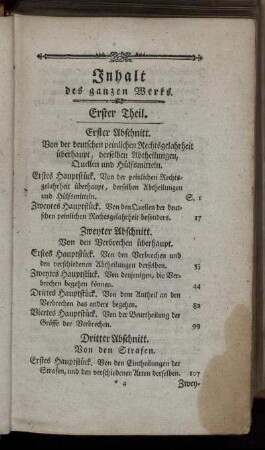 Inhalt
des ganzen Werks.
Erster Theil.
Erster Abschnitt.
Von der deutschen peinlichen Rechtsgelahrheit
überhaupt, derselben Abtheilungen,
Quellen und Hülfsmitteln.
Erstes Hauptstück. Von der peinlichen Rechts-
gelahrheit überhaupt, derselben Abtheilungen
und Hülfsmitteln. S. 1
Zweytes Hauptstück. Von den Quellen der deut-
schen peinlichen Rechtsgelahrheit besonders. 17
Zweyter Abschnitt.
Von den Verbrechen überhaupt.
Erstes Hauptstück. Von den Verbrechen und
den verschiedenen Abtheilungen derselben. 35
Zweytes Hauptstück. Von denjenigen, die Ver-
brechen begehen können. 44
Drittes Hauptstück. Von dem Antheil an den
Verbrechen das andere begehen. 82
Viertes Hauptstück. Von der Beurtheilung der
Grösse der Verbrechen. 99
Dritter Abschnitt.
Von den Strafen.
Erstes Hauptstück. Von den Eintheilungen der
Strafen, und den verschiedenen Arten derselben. 107
* 4 Zwey-